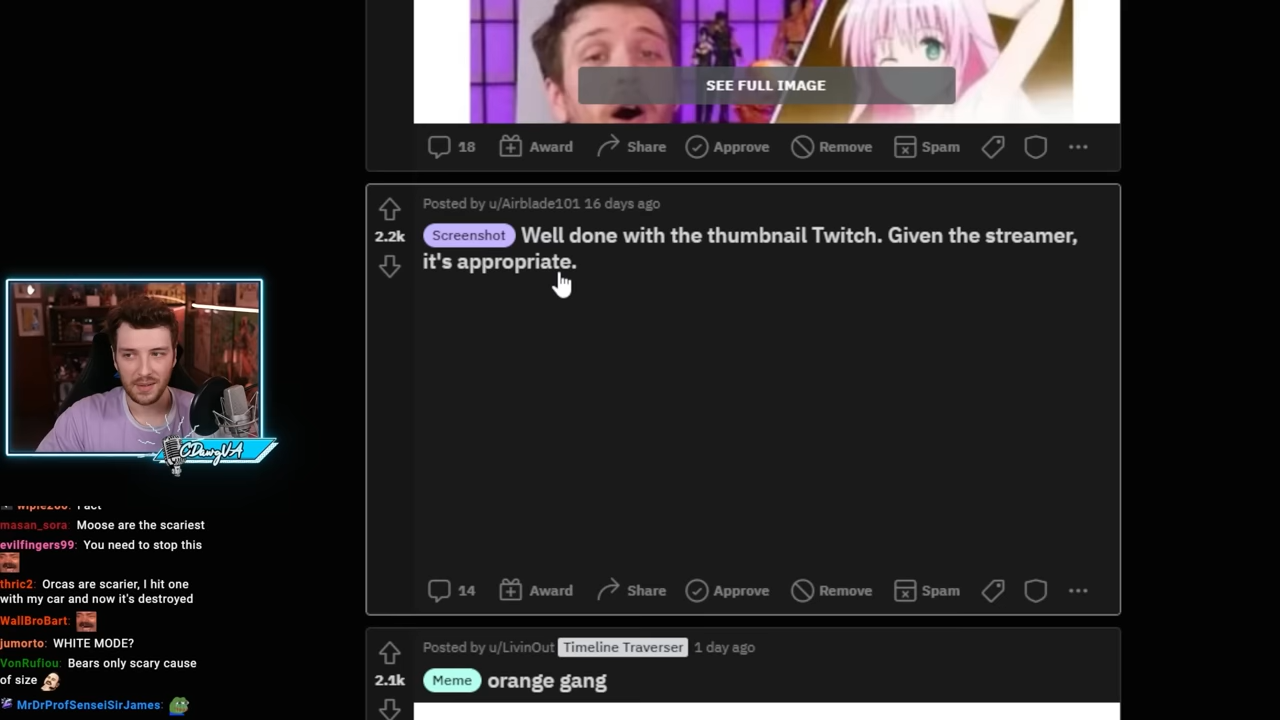 SEE FULL IMAGE
18 Award Share Approve Remove Spam
Posted by u/Airblade101 16 days ago
2.2k
Screenshot Well done with the thumbnail Twitch. Given the streamer,
it's appropriate.
14 Award Share Approve Remove Spam
Posted by u/LivinOut Timeline Traverser 1 day ago
2.1k
Meme orange gang
CDawgVA
masan_sora: Moose are the scariest
evilfingers99: You need to stop this
thric2: Orcas are scarier, I hit one
with my car and now it's destroyed
WallBroBart:
jumorto: WHITE MODE?
VonRufiou: Bears only scary cause
of size
MrDrProfSenseiSirJames: